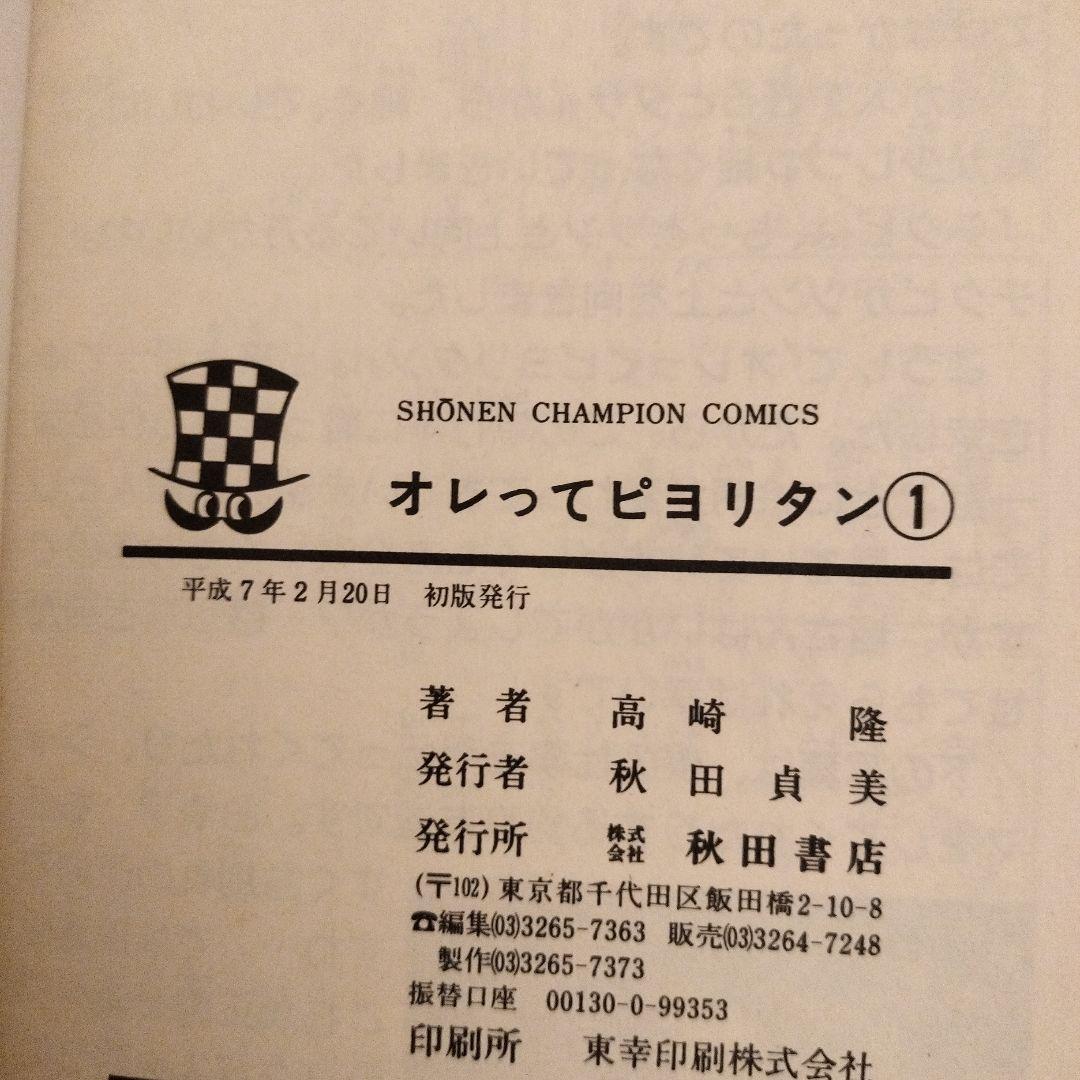 SHŌNEN CHAMPION COMICS
オレってピヨリタン①
平成7年2月20日 初版発行
著者 高崎 隆
発行者 秋田貞美
発行所 株式会社 秋田書店
(〒102) 東京都千代田区飯田橋2-10-8
☎編集(03)3265-7363 販売(03)3264-7248
製作(03)3265-7373
振替口座 00130-0-99353
印刷所 東幸印刷株式会社